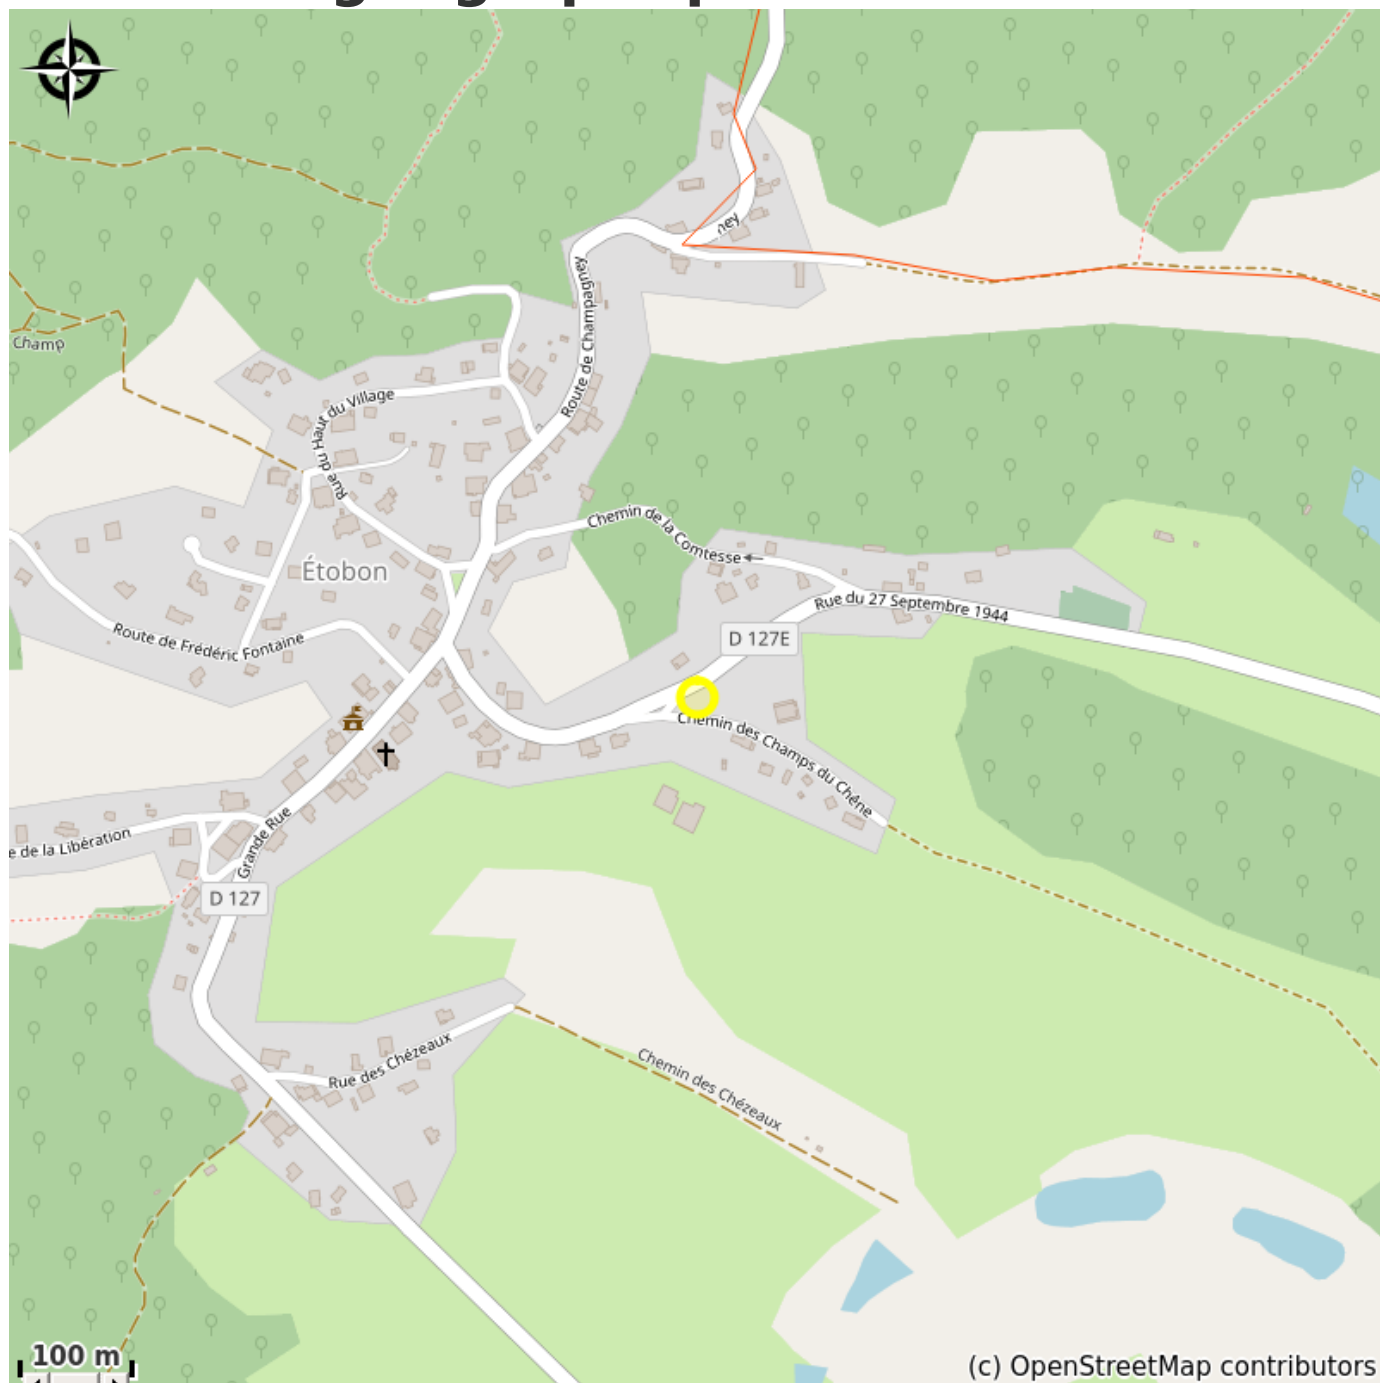 ney
Route de Champagney
Champ
Rue du Haut du Village
Chemin de la Comtesse
Étobon
Rue du 27 Septembre 1944
Route de Frédéric Fontaine
D 127E
Chemin des Champs du Chêne
e de la Libération
Grande Rue
D 127
Rue des Chézeaux
Chemin des Chézeaux
100 m
(c) OpenStreetMap contributors